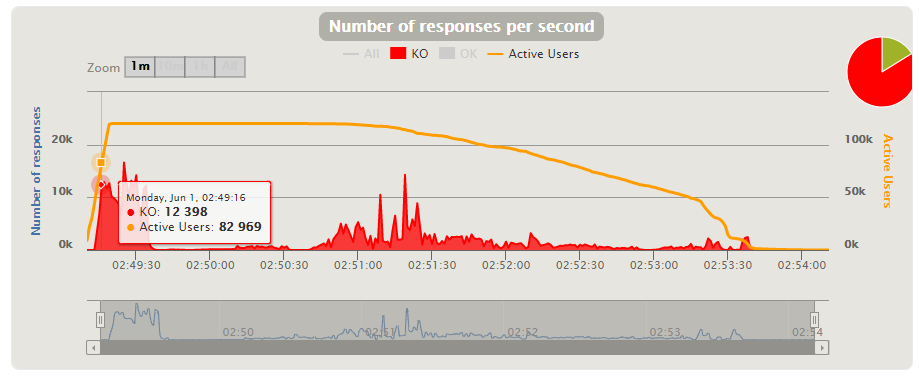 Number of responses per second
All KO OK Active Users
Zoom 1m 10m 1h All
Number of responses
20k
10k
0k
100k
50k
0k
Active Users
Monday, Jun 1, 02:49:16
KO: 12 398
Active Users: 82 969
02:49:30 02:50:00 02:50:30 02:51:00 02:51:30 02:52:00 02:52:30 02:53:00 02:53:30 02:54:00
02:50 02:51 02:52 02:53 02:54